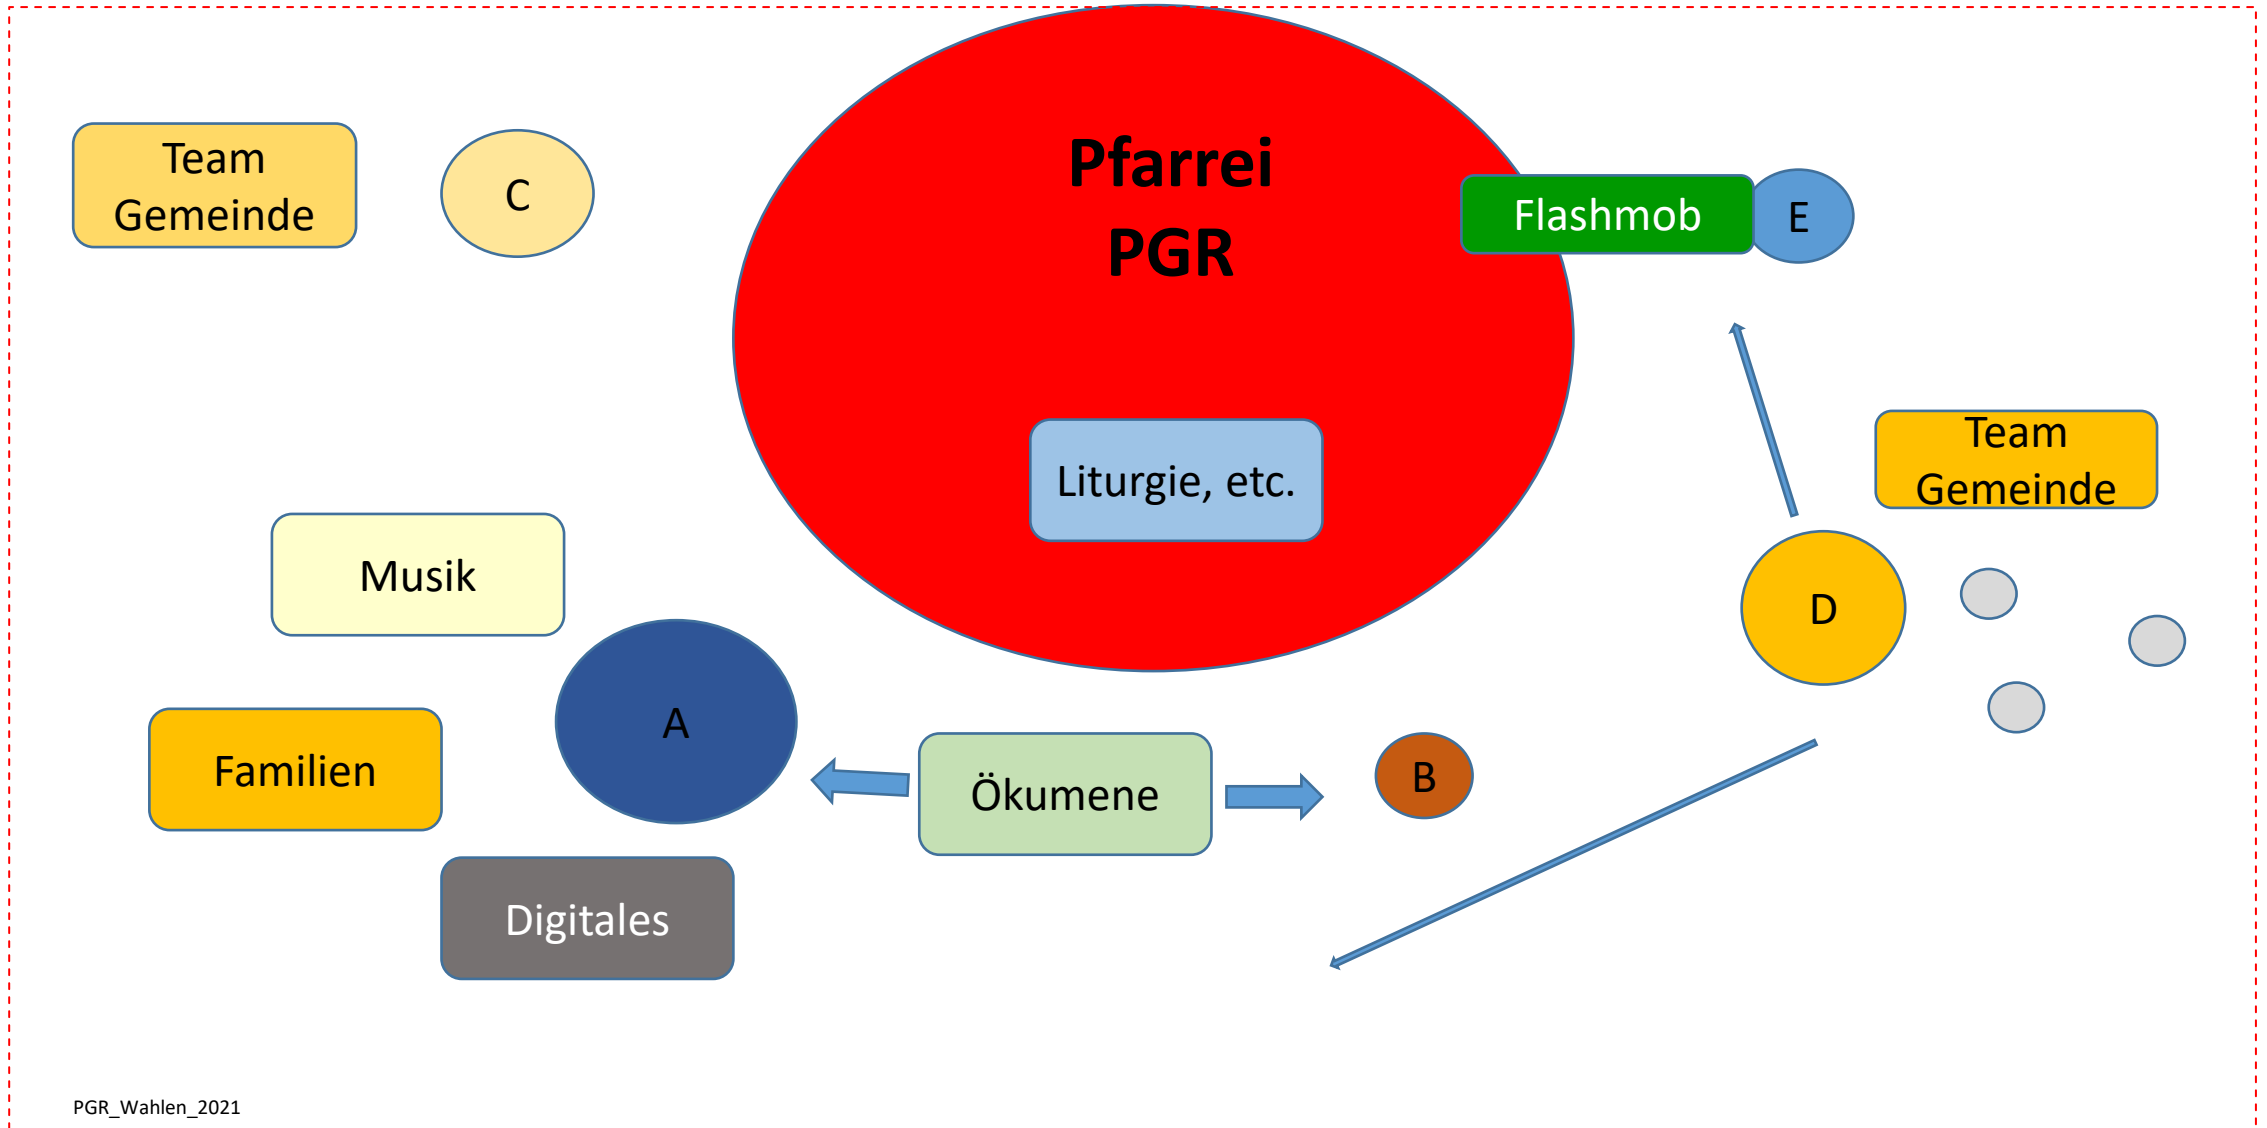 Pfarrei
PGR
Team
Gemeinde
C
Flashmob
E
Liturgie, etc.
Team
Gemeinde
Musik
D
A
Familien
Ökumene
B
Digitales
PGR_Wahlen_2021